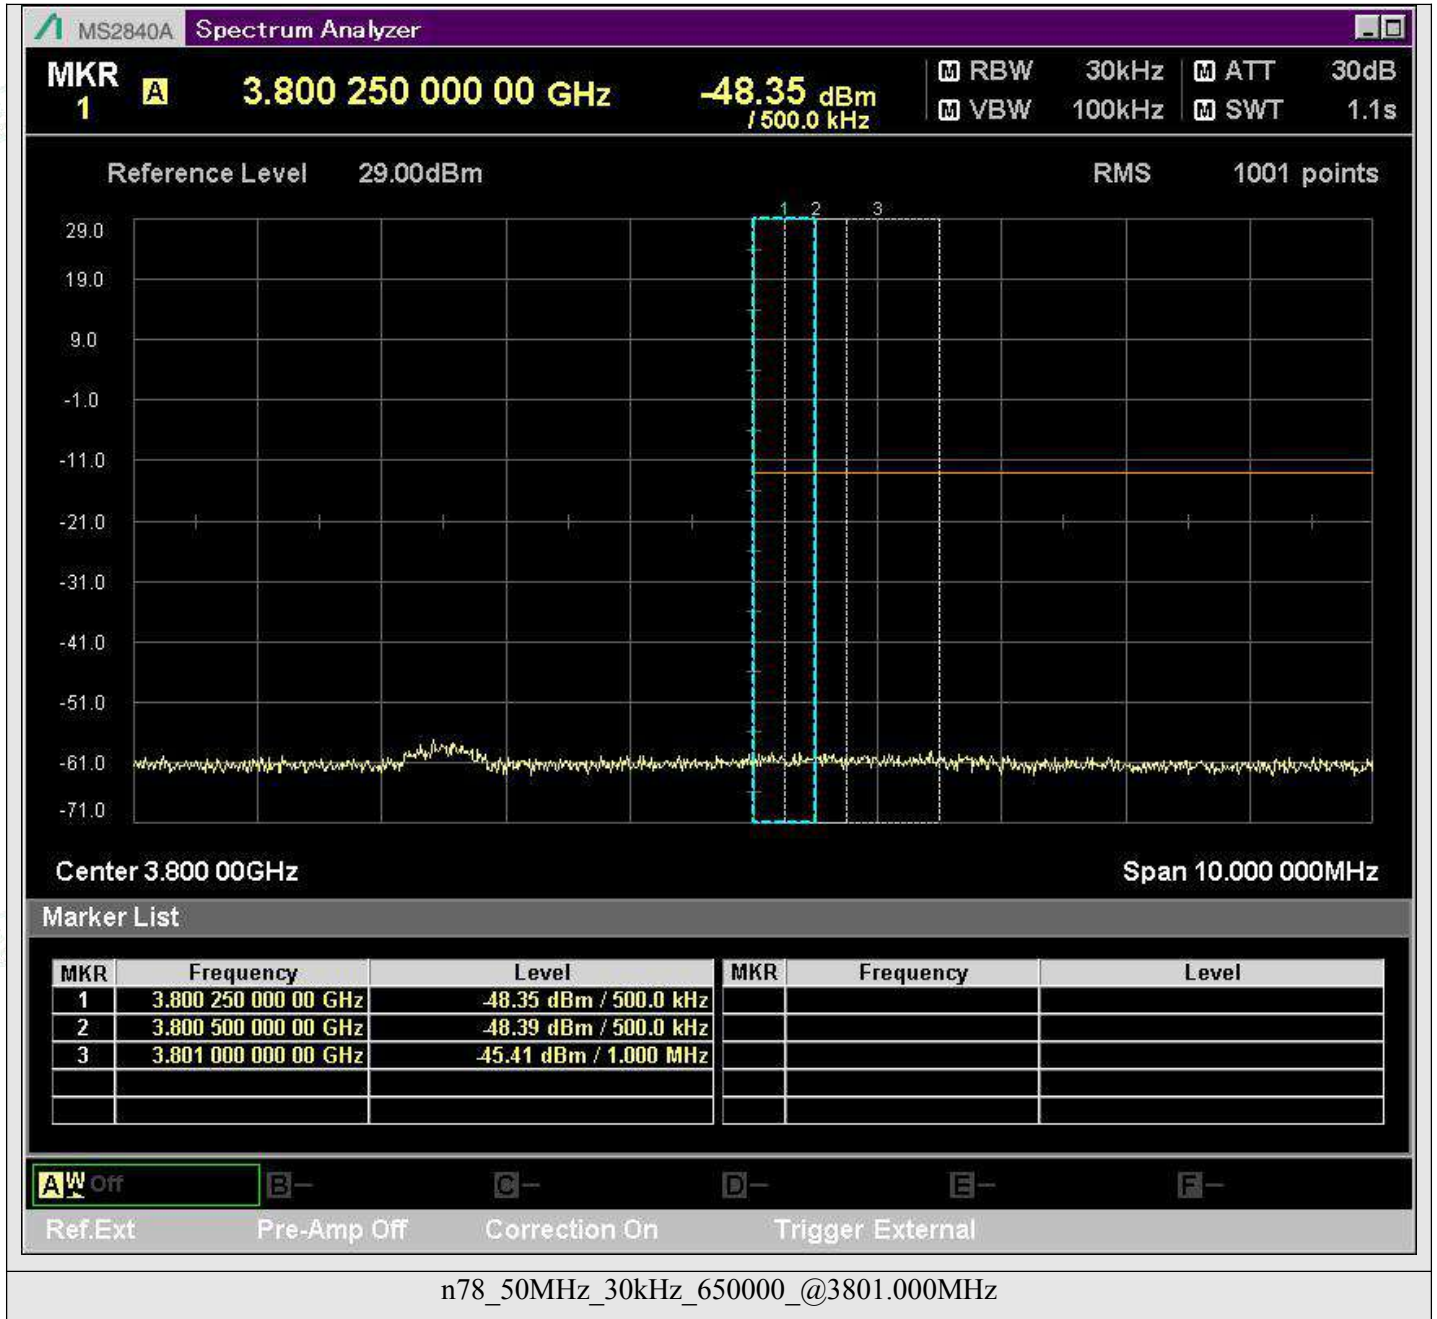 MS2840A Spectrum Analyzer
MKR A 3.800 250 000 00 GHz -48.35 dBm M RBW 30kHz M ATT 30dB
1 / 500.0 kHz M VBW 100kHz M SWT 1.1s
Reference Level 29.00dBm RMS 1001 points
1 2 3
29.0
19.0
9.0
-1.0
-11.0
-21.0
-31.0
-41.0
-51.0
-61.0
-71.0
Center 3.800 00GHz Span 10.000 000MHz
Marker List
MKR Frequency Level MKR Frequency Level
1 3.800 250 000 00 GHz -48.35 dBm / 500.0 kHz
2 3.800 500 000 00 GHz -48.39 dBm / 500.0 kHz
3 3.801 000 000 00 GHz -45.41 dBm / 1.000 MHz
A W Off B - C - D - E - F -
Ref.Ext Pre-Amp Off Correction On Trigger External
n78_50MHz_30kHz_650000_@3801.000MHz